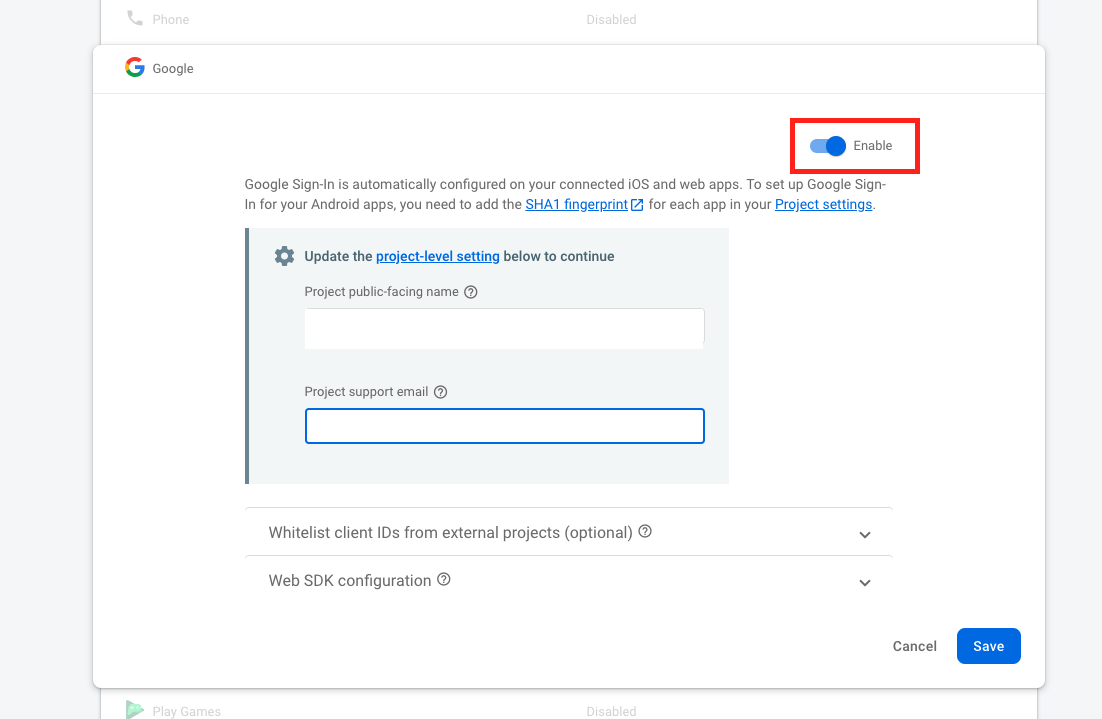 Phone Disabled
Google
Enable
Google Sign-In is automatically configured on your connected iOS and web apps. To set up Google Sign-
In for your Android apps, you need to add the SHA1 fingerprint for each app in your Project settings.
Update the project-level setting below to continue
Project public-facing name
Project support email
Whitelist client IDs from external projects (optional)
Web SDK configuration
Cancel Save
Play Games Disabled